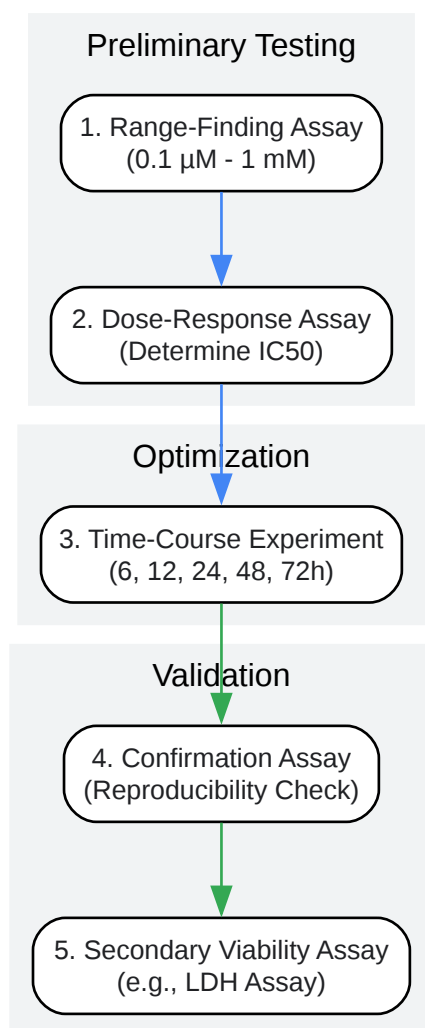 Preliminary Testing
1. Range-Finding Assay
(0.1 µM - 1 mM)
2. Dose-Response Assay
(Determine IC50)
Optimization
3. Time-Course Experiment
(6, 12, 24, 48, 72h)
Validation
4. Confirmation Assay
(Reproducibility Check)
5. Secondary Viability Assay
(e.g., LDH Assay)